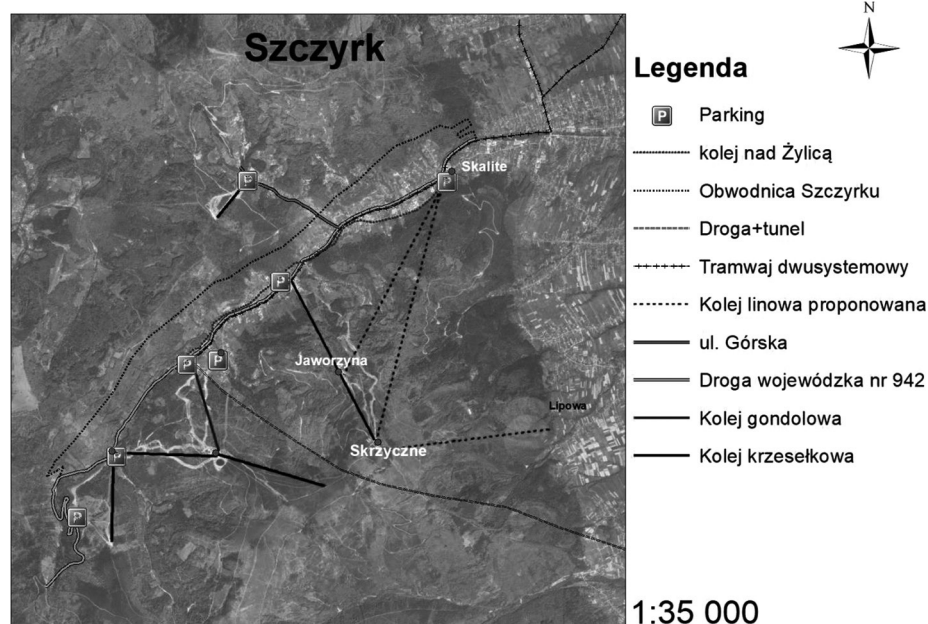 Szczyrk
N
Legenda
P Parking
kolej nad Żylicą
Obwodnica Szczyrku
Droga+tunel
Tramwaj dwusystemowy
Kolej linowa proponowana
ul. Górska
Droga wojewódzka nr 942
Kolej gondolowa
Kolej krzesełkowa
Skalite
P
P
P
Jaworzyna
P
P
Lipowa
Skrzyczne
P
P
1:35 000